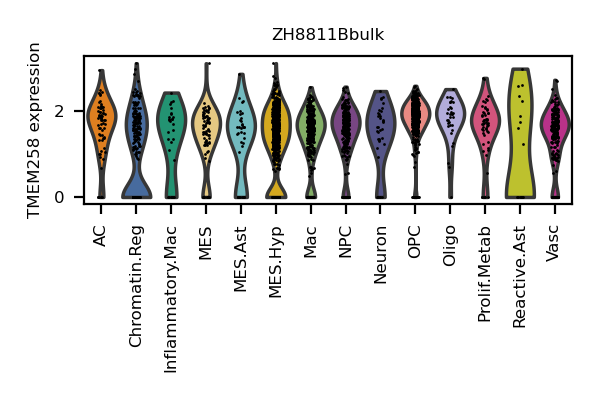 ZH8811Bbulk
TMEM258 expression
2
0
AC
Chromatin.Reg
Inflammatory.Mac
MES
MES.Ast
MES.Hyp
Mac
NPC
Neuron
OPC
Oligo
Prolif.Metab
Reactive.Ast
Vasc